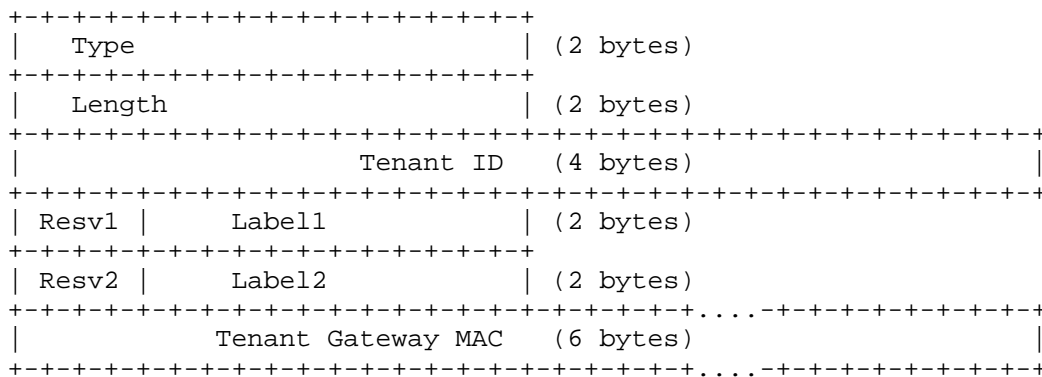 +-+-+-+-+-+-+-+-+-+-+-+-+-+-+-+-+
|   Type                        | (2 bytes)
+-+-+-+-+-+-+-+-+-+-+-+-+-+-+-+-+
|   Length                      | (2 bytes)
+-+-+-+-+-+-+-+-+-+-+-+-+-+-+-+-+-+-+-+-+-+-+-+-+-+-+-+-+-+-+-+-+
|                     Tenant ID   (4 bytes)                     |
+-+-+-+-+-+-+-+-+-+-+-+-+-+-+-+-+-+-+-+-+-+-+-+-+-+-+-+-+-+-+-+-+
| Resv1 |     Label1            | (2 bytes)
+-+-+-+-+-+-+-+-+-+-+-+-+-+-+-+-+
| Resv2 |     Label2            | (2 bytes)
+-+-+-+-+-+-+-+-+-+-+-+-+-+-+-+-+-+-+-+-+-+....-+-+-+-+-+-+-+-+-+
|            Tenant Gateway MAC   (6 bytes)                     |
+-+-+-+-+-+-+-+-+-+-+-+-+-+-+-+-+-+-+-+-+-+....-+-+-+-+-+-+-+-+-+